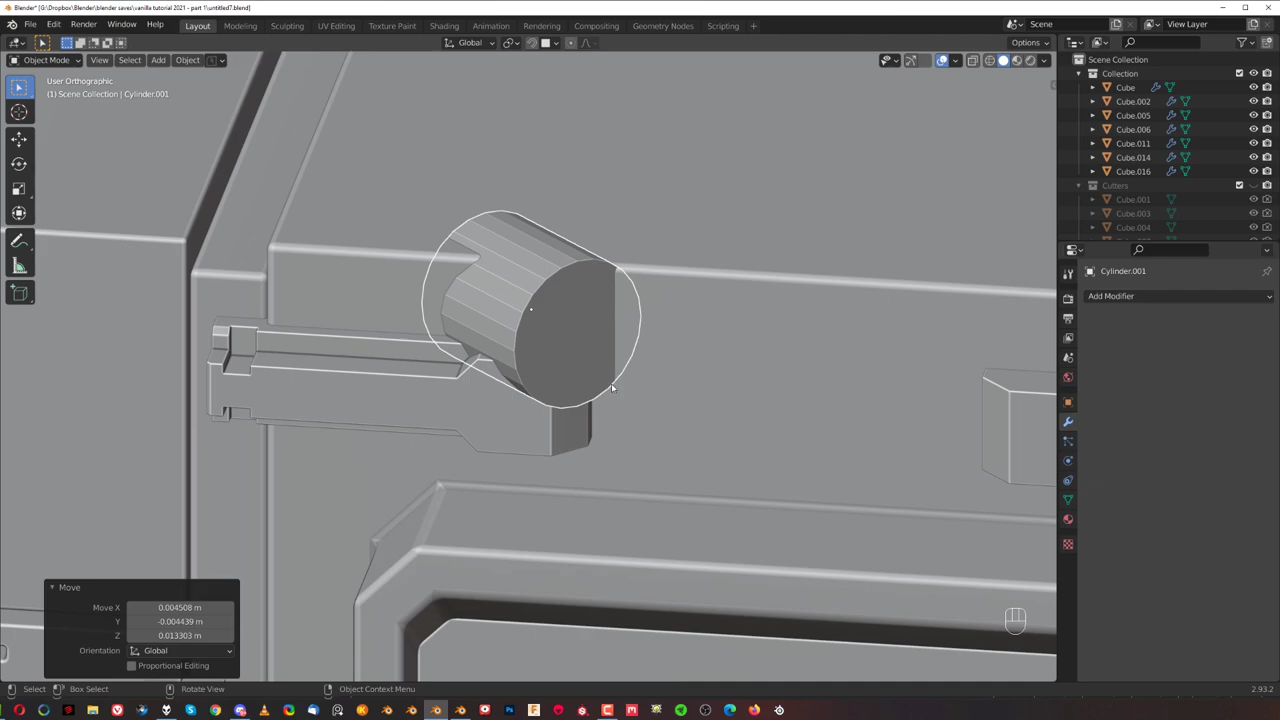 Blender* [G:\Dropbox\Blender\blender saves\vanilla tutorial 2021 - part 1\untitled7.blend]
File Edit Render Window Help Layout Modeling Sculpting UV Editing Texture Paint Shading Animation Rendering Compositing Geometry Nodes Scripting + Scene View Layer
Global Options
Object Mode View Select Add Object
User Orthographic
(1) Scene Collection | Cylinder.001
Scene Collection
Collection
Cube
Cube.002
Cube.005
Cube.006
Cube.011
Cube.014
Cube.016
Cutters
Cube.001
Cube.003
Cube.004
Cylinder.001
Add Modifier
Move
Move X 0.004508 m
Y -0.004439 m
Z 0.013303 m
Orientation Global
Proportional Editing
Select Box Select Rotate View Object Context Menu 2.93.2